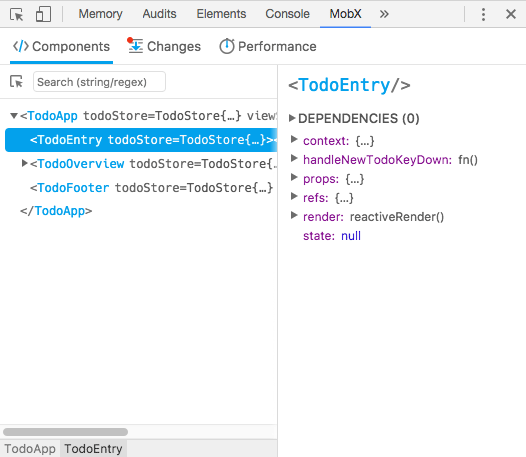 Memory Audits Elements Console MobX »
Components Changes Performance
Search (string/regex)
<TodoApp todoStore=TodoStore{…} view
<TodoEntry todoStore=TodoStore{…}><
<TodoOverview todoStore=TodoStore{…
<TodoFooter todoStore=TodoStore{…}
</TodoApp>
TodoApp TodoEntry
<TodoEntry/>
DEPENDENCIES (0)
context: {…}
handleNewTodoKeyDown: fn()
props: {…}
refs: {…}
render: reactiveRender()
state: null